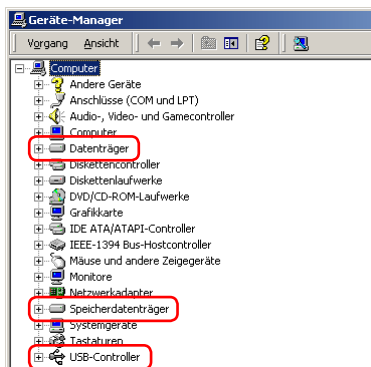 Geräte-Manager
Vorgang Ansicht
Computer
Andere Geräte
Anschlüsse (COM und LPT)
Audio-, Video- und Gamecontroller
Computer
Datenträger
Diskettencontroller
Diskettenlaufwerke
DVD/CD-ROM-Laufwerke
Grafikkarte
IDE ATA/ATAPI-Controller
IEEE-1394 Bus-Hostcontroller
Mäuse und andere Zeigegeräte
Monitore
Netzwerkadapter
Speicherdatenträger
Systemgeräte
Tastaturen
USB-Controller